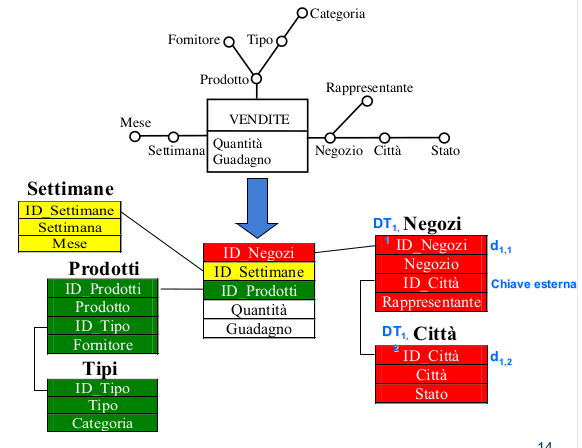 Categoria
Fornitore
Tipo
Prodotto
Rappresentante
Mese
Settimana
VENDITE
Quantità
Guadagno
Negozio
Città
Stato
Settimane
ID_Settimane
Settimana
Mese
Prodotti
ID_Prodotti
Prodotto
ID_Tipo
Fornitore
Tipi
ID_Tipo
Tipo
Categoria
ID_Negozi
ID_Settimane
ID_Prodotti
Quantità
Guadagno
DT1,1
Negozi
ID_Negozi
d1,1
Negozio
ID_Città
Chiave esterna
Rappresentante
DT1,2
Città
ID_Città
d1,2
Città
Stato
14